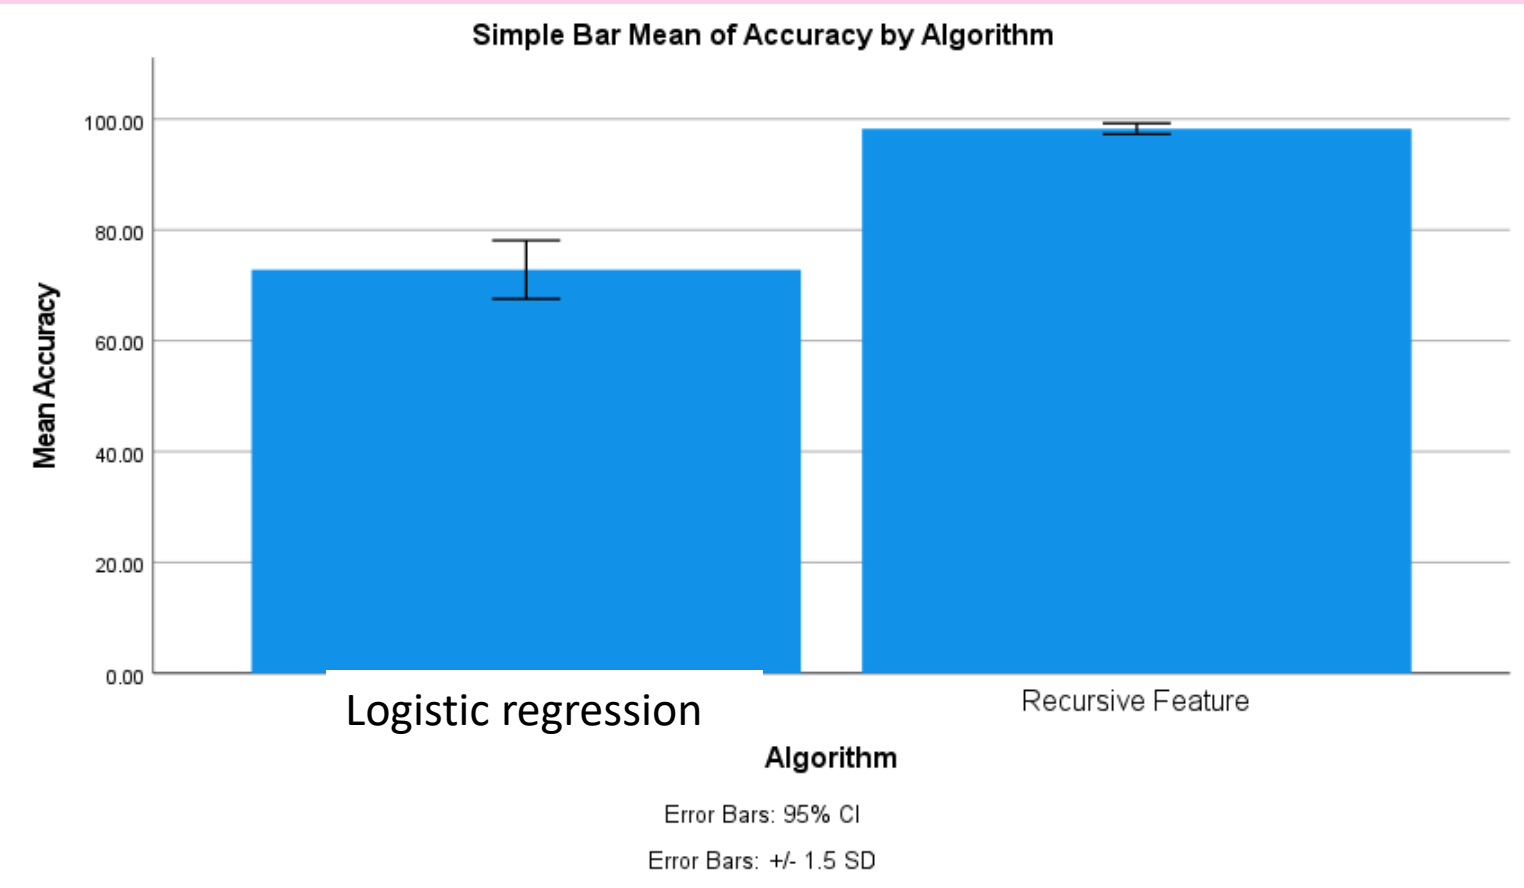 Simple Bar Mean of Accuracy by Algorithm
100.00
80.00
60.00
40.00
20.00
0.00
Mean Accuracy
Logistic regression
Recursive Feature
Algorithm
Error Bars: 95% CI
Error Bars: +/- 1.5 SD